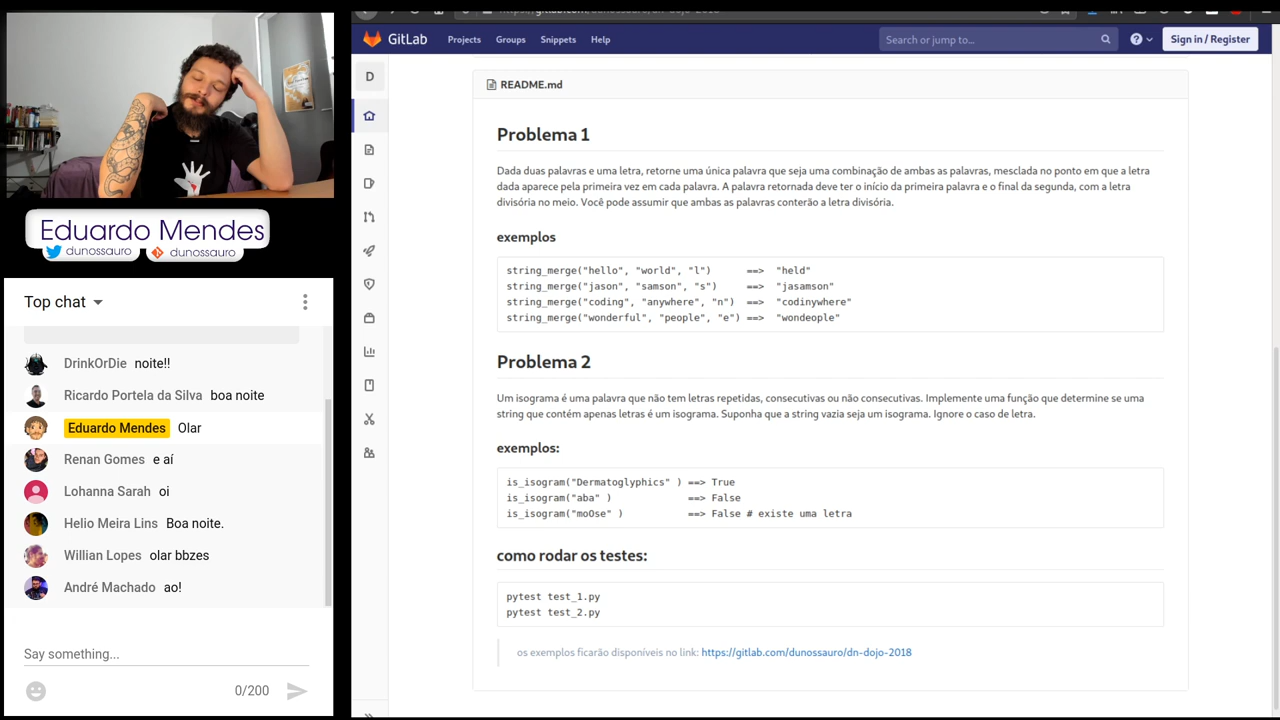 GitLab
Projects
Groups
Snippets
Help
Search or jump to...
Sign in / Register
D
README.md
Problema 1
Dada duas palavras e uma letra, retorne uma única palavra que seja uma combinação de ambas as palavras, mesclada no ponto em que a letra
dada aparece pela primeira vez em cada palavra. A palavra retornada deve ter o início da primeira palavra e o final da segunda, com a letra
divisória no meio. Você pode assumir que ambas as palavras conterão a letra divisória.
exemplos
string_merge("hello", "world", "l") ==> "held"
string_merge("jason", "samson", "s") ==> "jasamson"
string_merge("coding", "anywhere", "n") ==> "codinywhere"
string_merge("wonderful", "people", "e") ==> "wondeople"
Problema 2
Um isograma é uma palavra que não tem letras repetidas, consecutivas ou não consecutivas. Implemente uma função que determine se uma
string que contém apenas letras é um isograma. Suponha que a string vazia seja um isograma. Ignore o caso de letra.
exemplos:
is_isogram("Dermatoglyphics" ) ==> True
is_isogram("aba" ) ==> False
is_isogram("moOse" ) ==> False # existe uma letra
como rodar os testes:
pytest test_1.py
pytest test_2.py
os exemplos ficarão disponíveis no link: https://gitlab.com/dunossauro/dn-dojo-2018
Eduardo Mendes
dunossauro
dunossauro
Top chat
DrinkOrDie noite!!
Ricardo Portela da Silva boa noite
Eduardo Mendes Olar
Renan Gomes e aí
Lohanna Sarah oi
Helio Meira Lins Boa noite.
Willian Lopes olar bbzes
André Machado ao!
Say something...
0/200